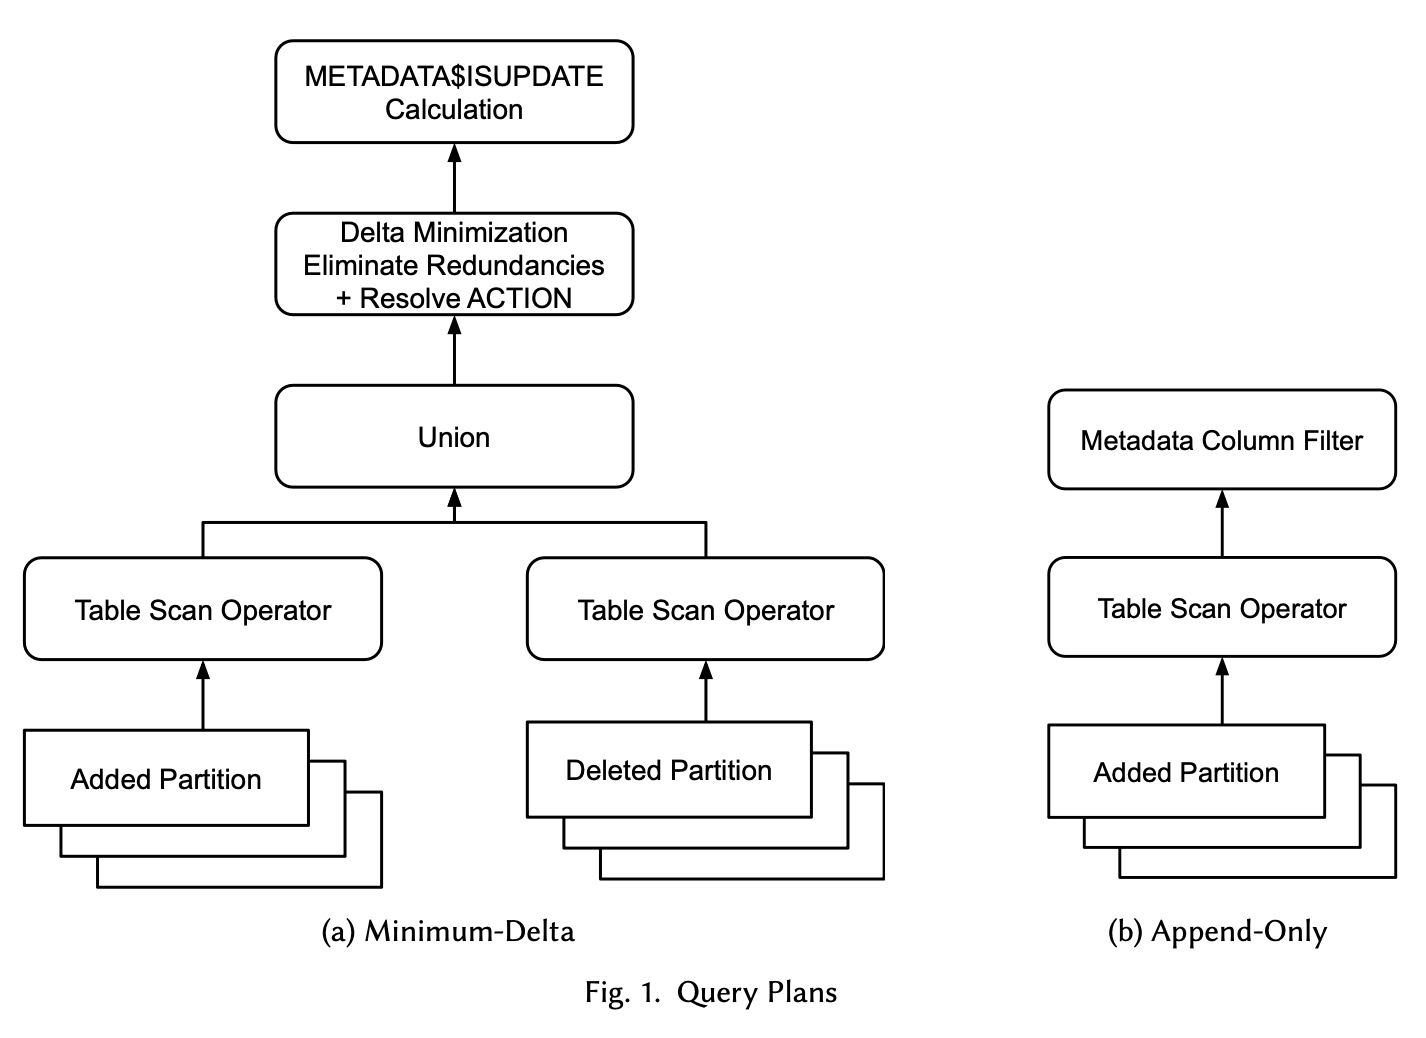 METADATA$ISUPDATE
Calculation
Delta Minimization
Eliminate Redundancies
+ Resolve ACTION
Union
Table Scan Operator
Table Scan Operator
Added Partition
Deleted Partition
(a) Minimum-Delta
Metadata Column Filter
Table Scan Operator
Added Partition
(b) Append-Only
Fig. 1. Query Plans